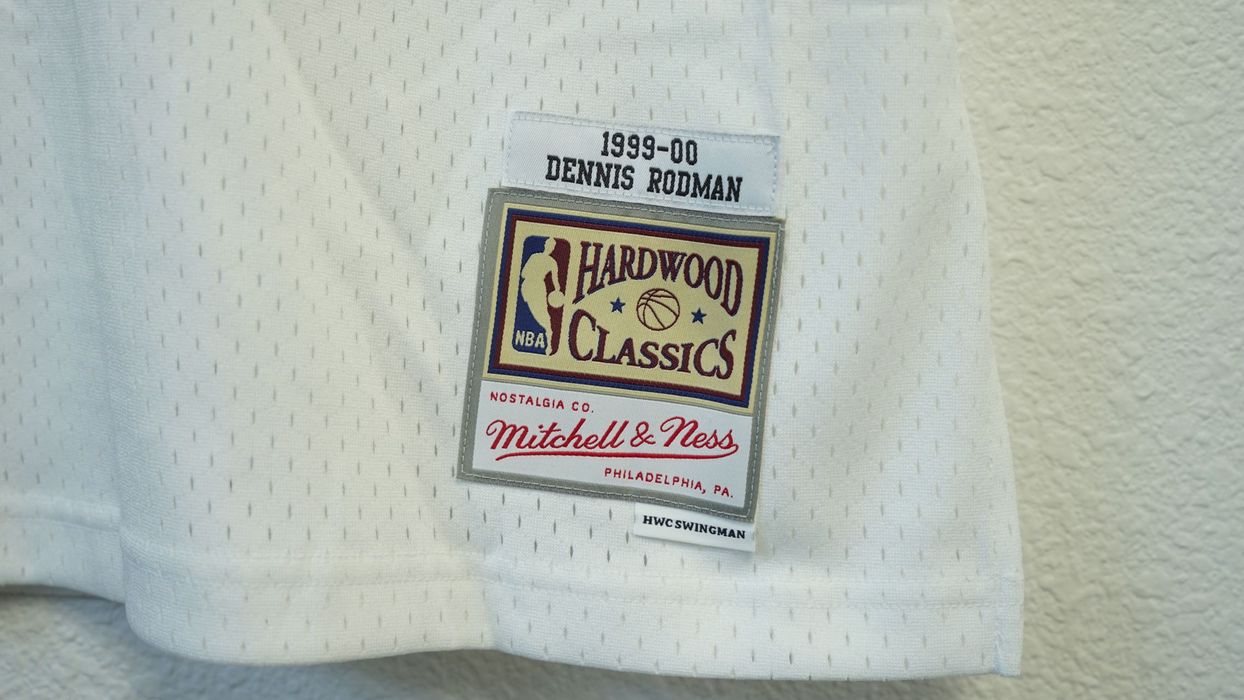 1999-00
DENNIS RODMAN
HARDWOOD
CLASSICS
NBA
NOSTALGIA CO.
Mitchell & Ness
PHILADELPHIA, PA.
HWC SWINGMAN